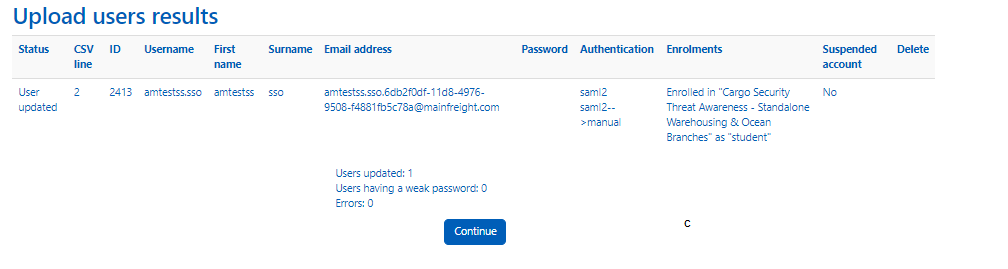 Upload users results
Status CSV line ID Username First name Surname Email address Password Authentication Enrolments Suspended account Delete
User updated 2 2413 amtestss.sso amtestss sso amtestss.sso.6db2f0df-11d8-4976-9508-f4881fb5c78a@mainfreight.com saml2 saml2-->manual Enrolled in "Cargo Security Threat Awareness - Standalone Warehousing & Ocean Branches" as "student" No
Users updated: 1
Users having a weak password: 0
Errors: 0
Continue
c